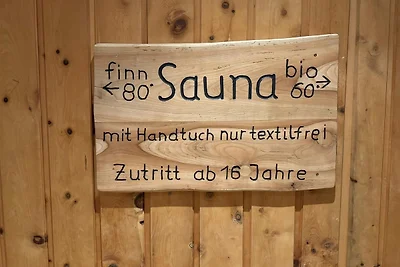 finn Sauna bio
←80° 60°→
mit Handtuch nur textilfrei
Zutritt ab 16 Jahre